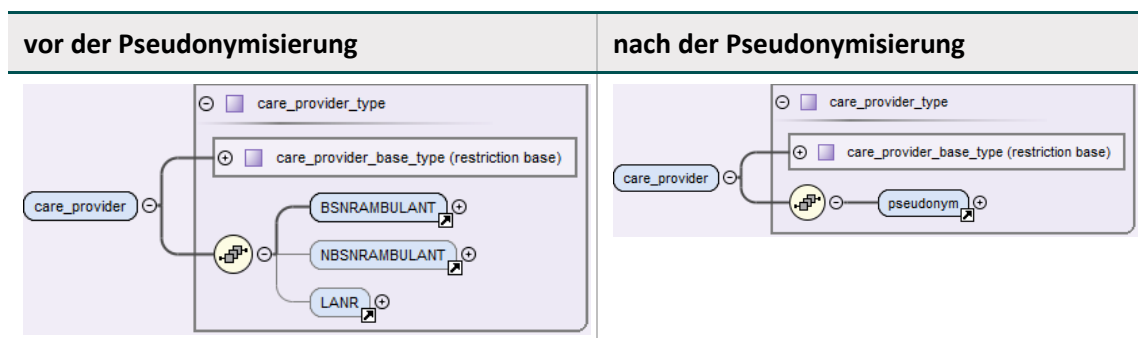 vor der Pseudonymisierung
nach der Pseudonymisierung
care_provider_type
care_provider_base_type (restriction base)
care_provider
BSNRAMBULANT
NBSNRAMBULANT
LANR
care_provider_type
care_provider_base_type (restriction base)
care_provider
pseudonym